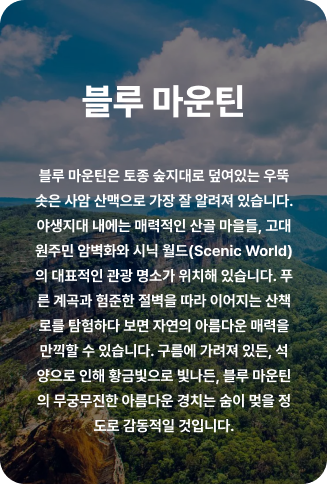 블루 마운틴
블루 마운틴은 토종 숲지대로 덮여있는 우뚝
솟은 사암 산맥으로 가장 잘 알려져 있습니다.
야생지대 내에는 매력적인 산골 마을들, 고대
원주민 암벽화와 시닉 월드(Scenic World)
의 대표적인 관광 명소가 위치해 있습니다. 푸
른 계곡과 험준한 절벽을 따라 이어지는 산책
로를 탐험하다 보면 자연의 아름다운 매력을
만끽할 수 있습니다. 구름에 가려져 있든, 석
양으로 인해 황금빛으로 빛나든, 블루 마운틴
의 무궁무진한 아름다운 경치는 숨이 멎을 정
도로 감동적일 것입니다.